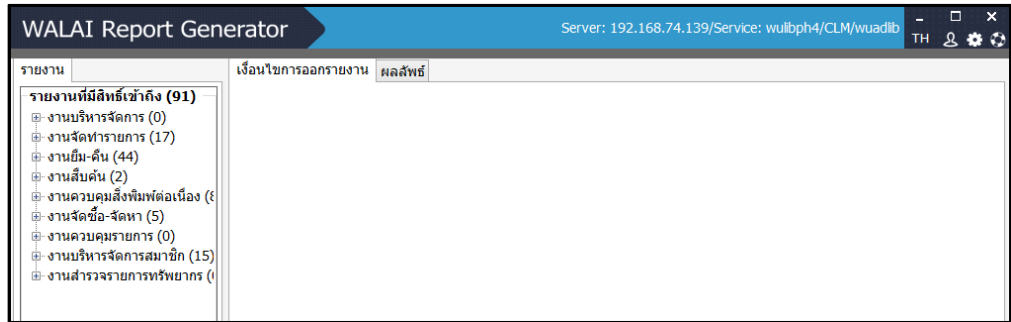 WALAI Report Generator
Server: 192.168.74.139/Service: wulibph4/CLM/wuadlib
TH
รายงาน
เงื่อนไขการออกรายงาน ผลลัพธ์
รายงานที่มีสิทธิ์เข้าถึง (91)
งานบริหารจัดการ (0)
งานจัดทำรายการ (17)
งานยืม-คืน (44)
งานสืบค้น (2)
งานควบคุมสิ่งพิมพ์ต่อเนื่อง (8
งานจัดซื้อ-จัดหา (5)
งานควบคุมรายการ (0)
งานบริหารจัดการสมาชิก (15)
งานสำรวจรายการทรัพยากร (